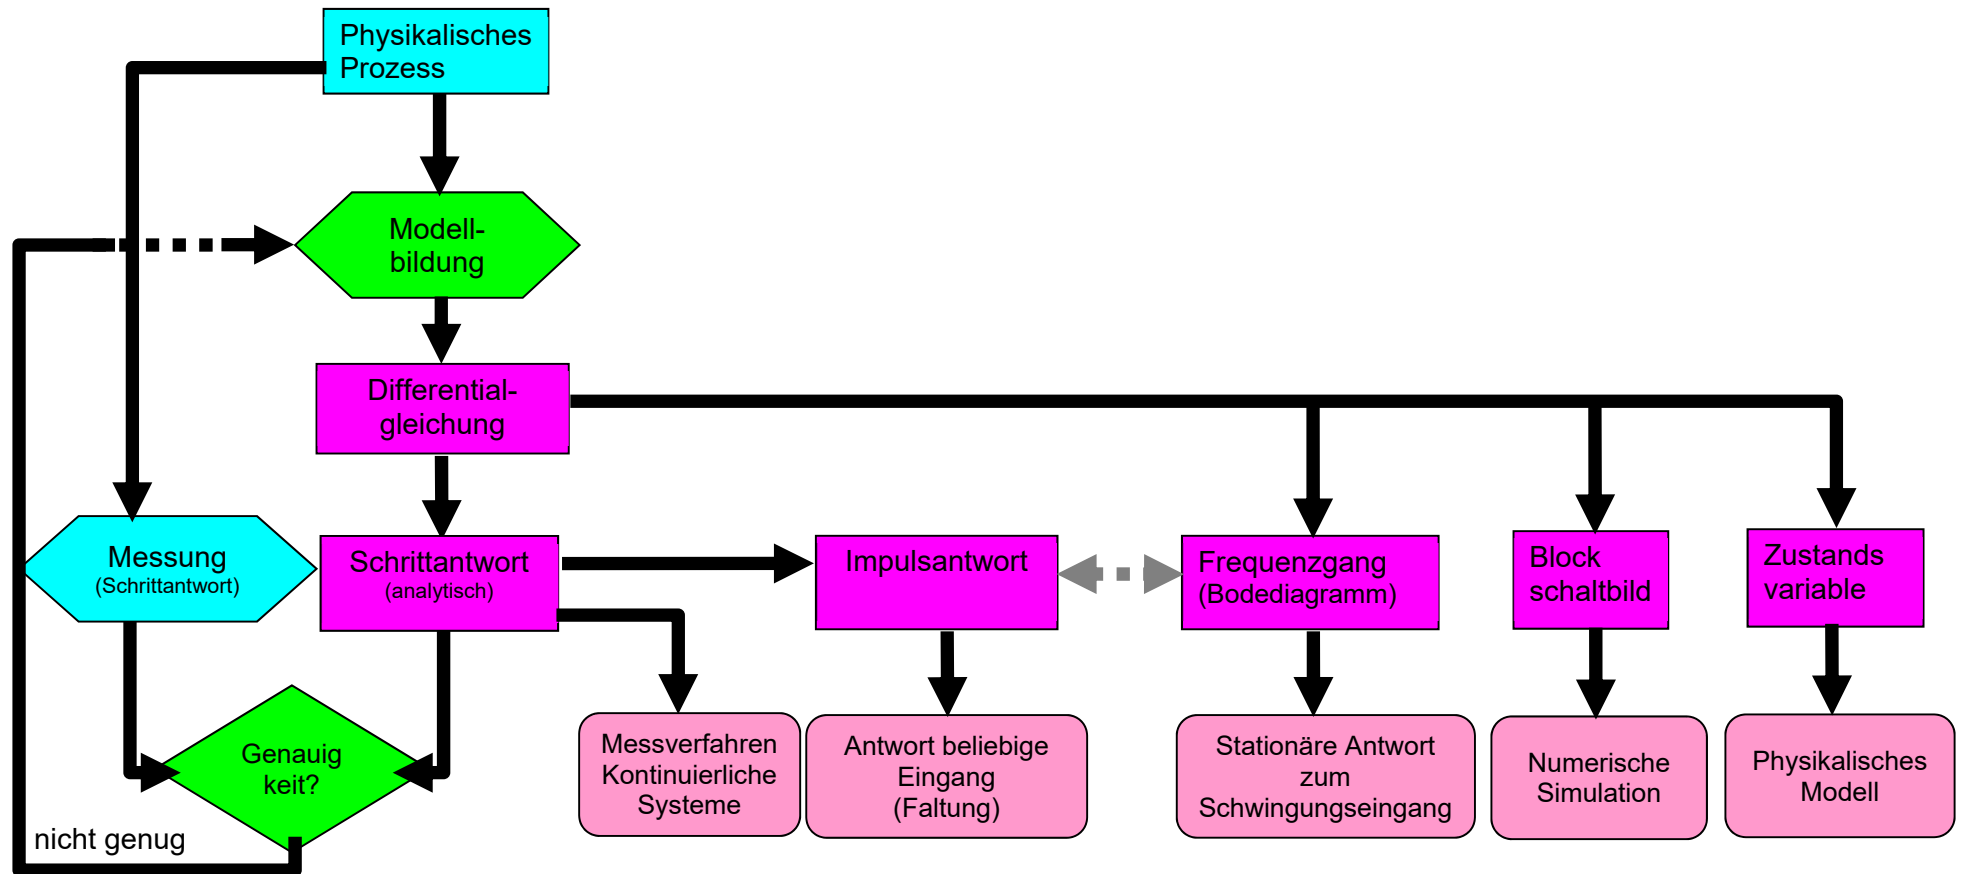 Physikalisches
Prozess
Modell-
bildung
Differential-
gleichung
Messung
(Schrittantwort)
Schrittantwort
(analytisch)
Impulsantwort
Frequenzgang
(Bodediagramm)
Block
schaltbild
Zustands
variable
Genauig
keit?
nicht genug
Messverfahren
Kontinuierliche
Systeme
Antwort beliebige
Eingang
(Faltung)
Stationäre Antwort
zum
Schwingungseingang
Numerische
Simulation
Physikalisches
Modell